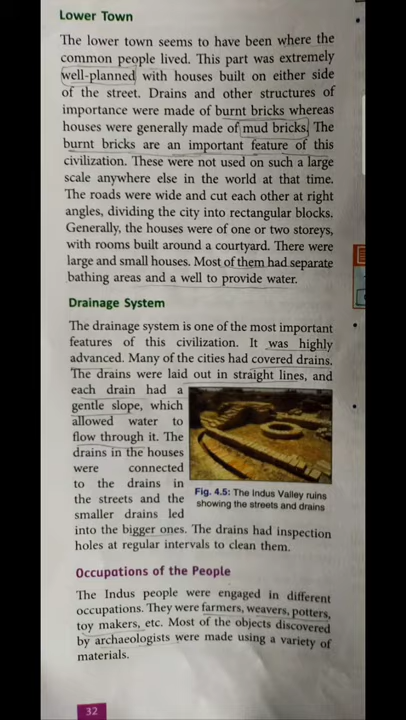 Lower Town
The lower town seems to have been where the
common people lived. This part was extremely
well-planned with houses built on either side
of the street. Drains and other structures of
importance were made of burnt bricks whereas
houses were generally made of mud bricks. The
burnt bricks are an important feature of this
civilization. These were not used on such a large
scale anywhere else in the world at that time.
The roads were wide and cut each other at right
angles, dividing the city into rectangular blocks.
Generally, the houses were of one or two storeys,
with rooms built around a courtyard. There were
large and small houses. Most of them had separate
bathing areas and a well to provide water.
Drainage System
The drainage system is one of the most important
features of this civilization. It was highly
advanced. Many of the cities had covered drains.
The drains were laid out in straight lines, and
each drain had a
gentle slope, which
allowed water to
flow through it. The
drains in the houses
were connected
to the drains in
the streets and the
smaller drains led
into the bigger ones. The drains had inspection
holes at regular intervals to clean them.
Fig. 4.5: The Indus Valley ruins
showing the streets and drains
Occupations of the People
The Indus people were engaged in different
occupations. They were farmers, weavers, potters,
toy makers, etc. Most of the objects discovered
by archaeologists were made using a variety of
materials.
32